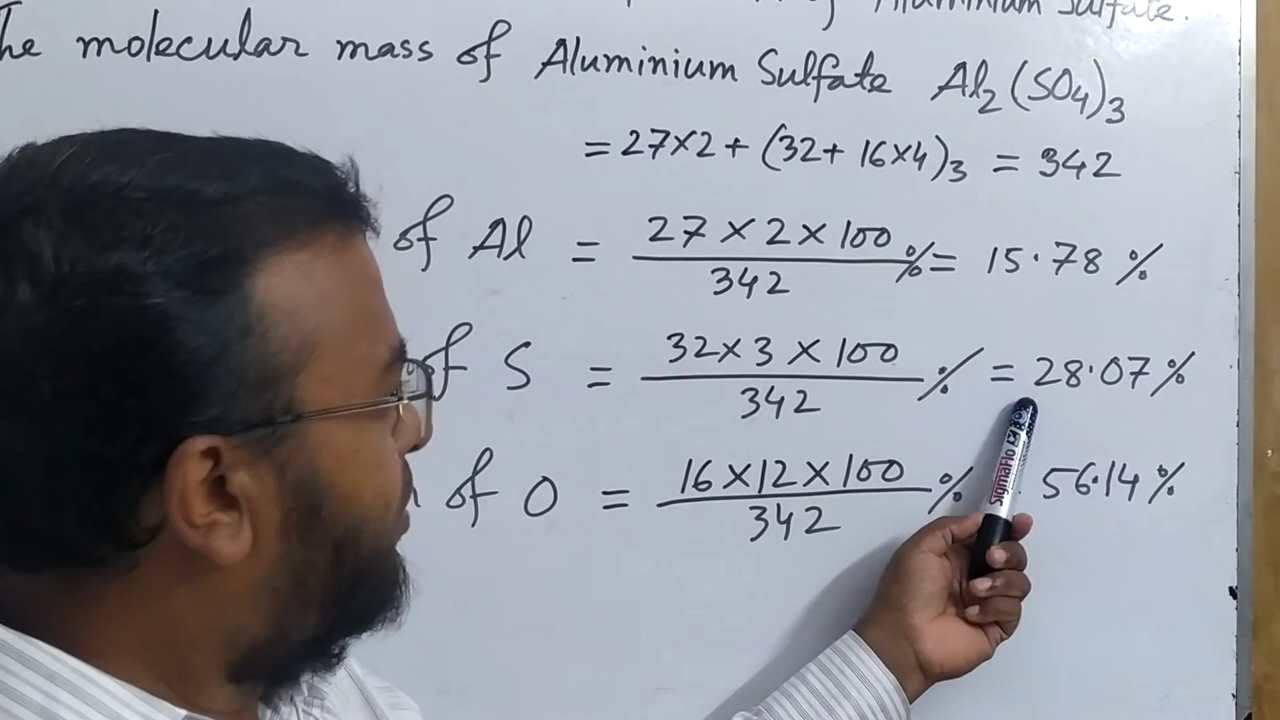 Aluminium Sulfate.
The molecular mass of Aluminium Sulfate Al₂(SO₄)₃
= 27×2 + (32+ 16×4)₃ = 342
of Al = 27 × 2 × 100 / 342 % = 15.78 %
of S = 32×3 × 100 / 342 % = 28.07%
of O = 16×12×100 / 342 % 56.14%
SigmaFlo